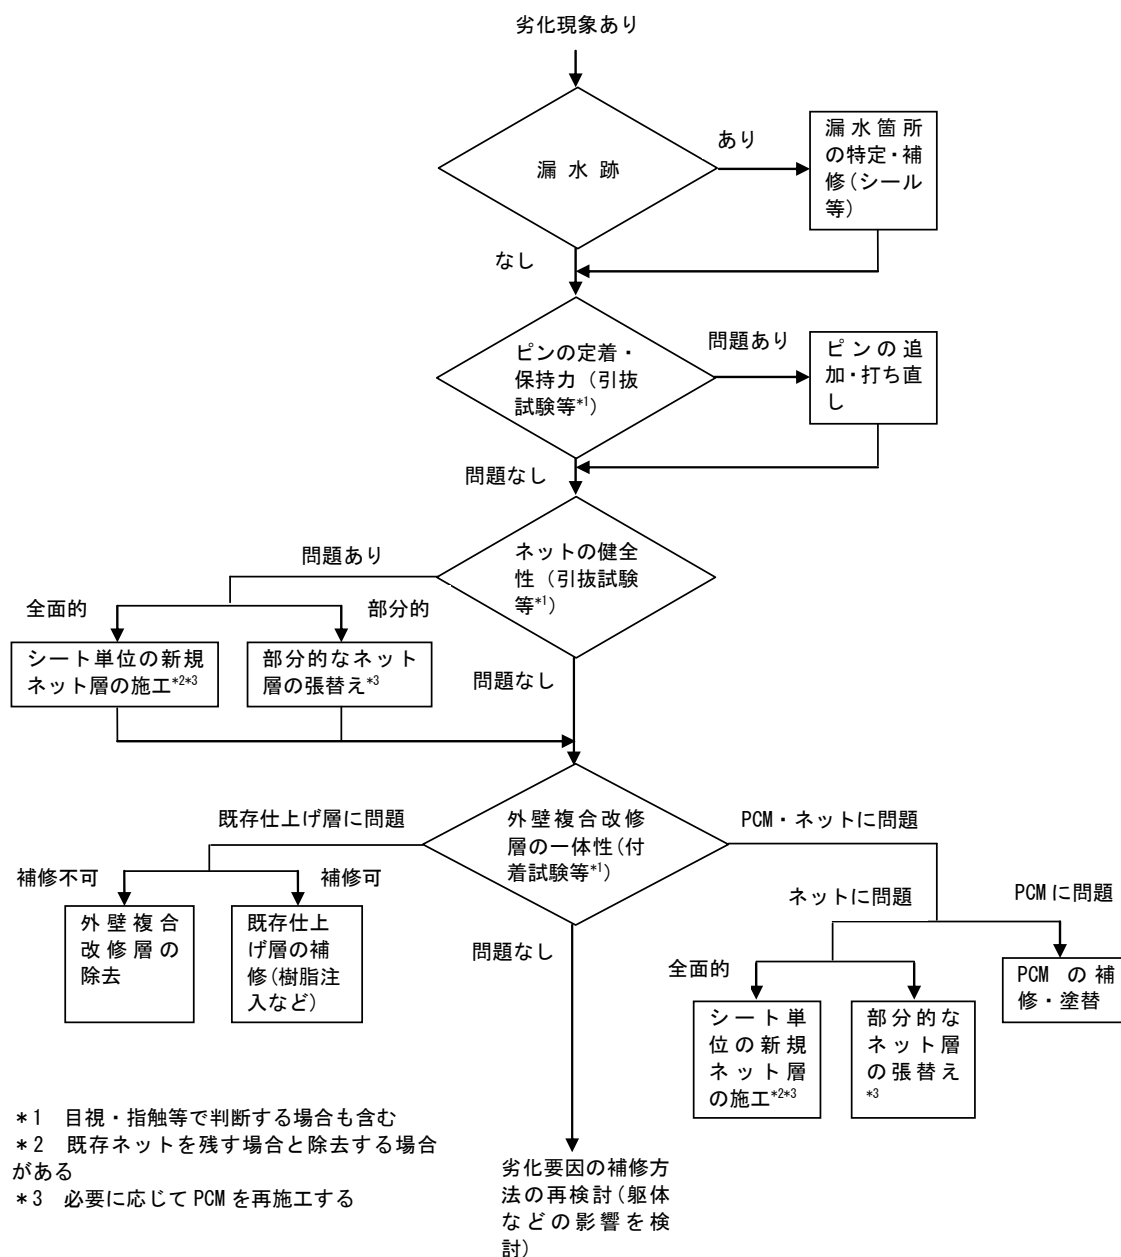 劣化現象あり
漏 水 跡
あり
漏水箇所
の特定・補
修(シール
等)
なし
ピンの定着・
保持力（引抜
試験等*1）
問題あり
ピンの追
加・打ち直
し
問題なし
ネットの健全
性（引抜試験
等*1）
問題あり
全面的
部分的
シート単位の新規
ネット層の施工*2*3
部分的なネット
層の張替え*3
問題なし
外壁複合改修
層の一体性(付
着試験等*1)
既存仕上げ層に問題
補修不可
補修可
外壁複合
改修層の
除去
既存仕上
げ層の補
修(樹脂注
入など)
PCM・ネットに問題
ネットに問題
PCMに問題
全面的
シート単
位の新規
ネット層
の施工*2*3
部分的な
ネット層
の張替え
*3
PCM の補
修・塗替
問題なし
劣化要因の補修方
法の再検討(躯体
などの影響を検
討)
*1　目視・指触等で判断する場合も含む
*2　既存ネットを残す場合と除去する場合
がある
*3　必要に応じて PCM を再施工する